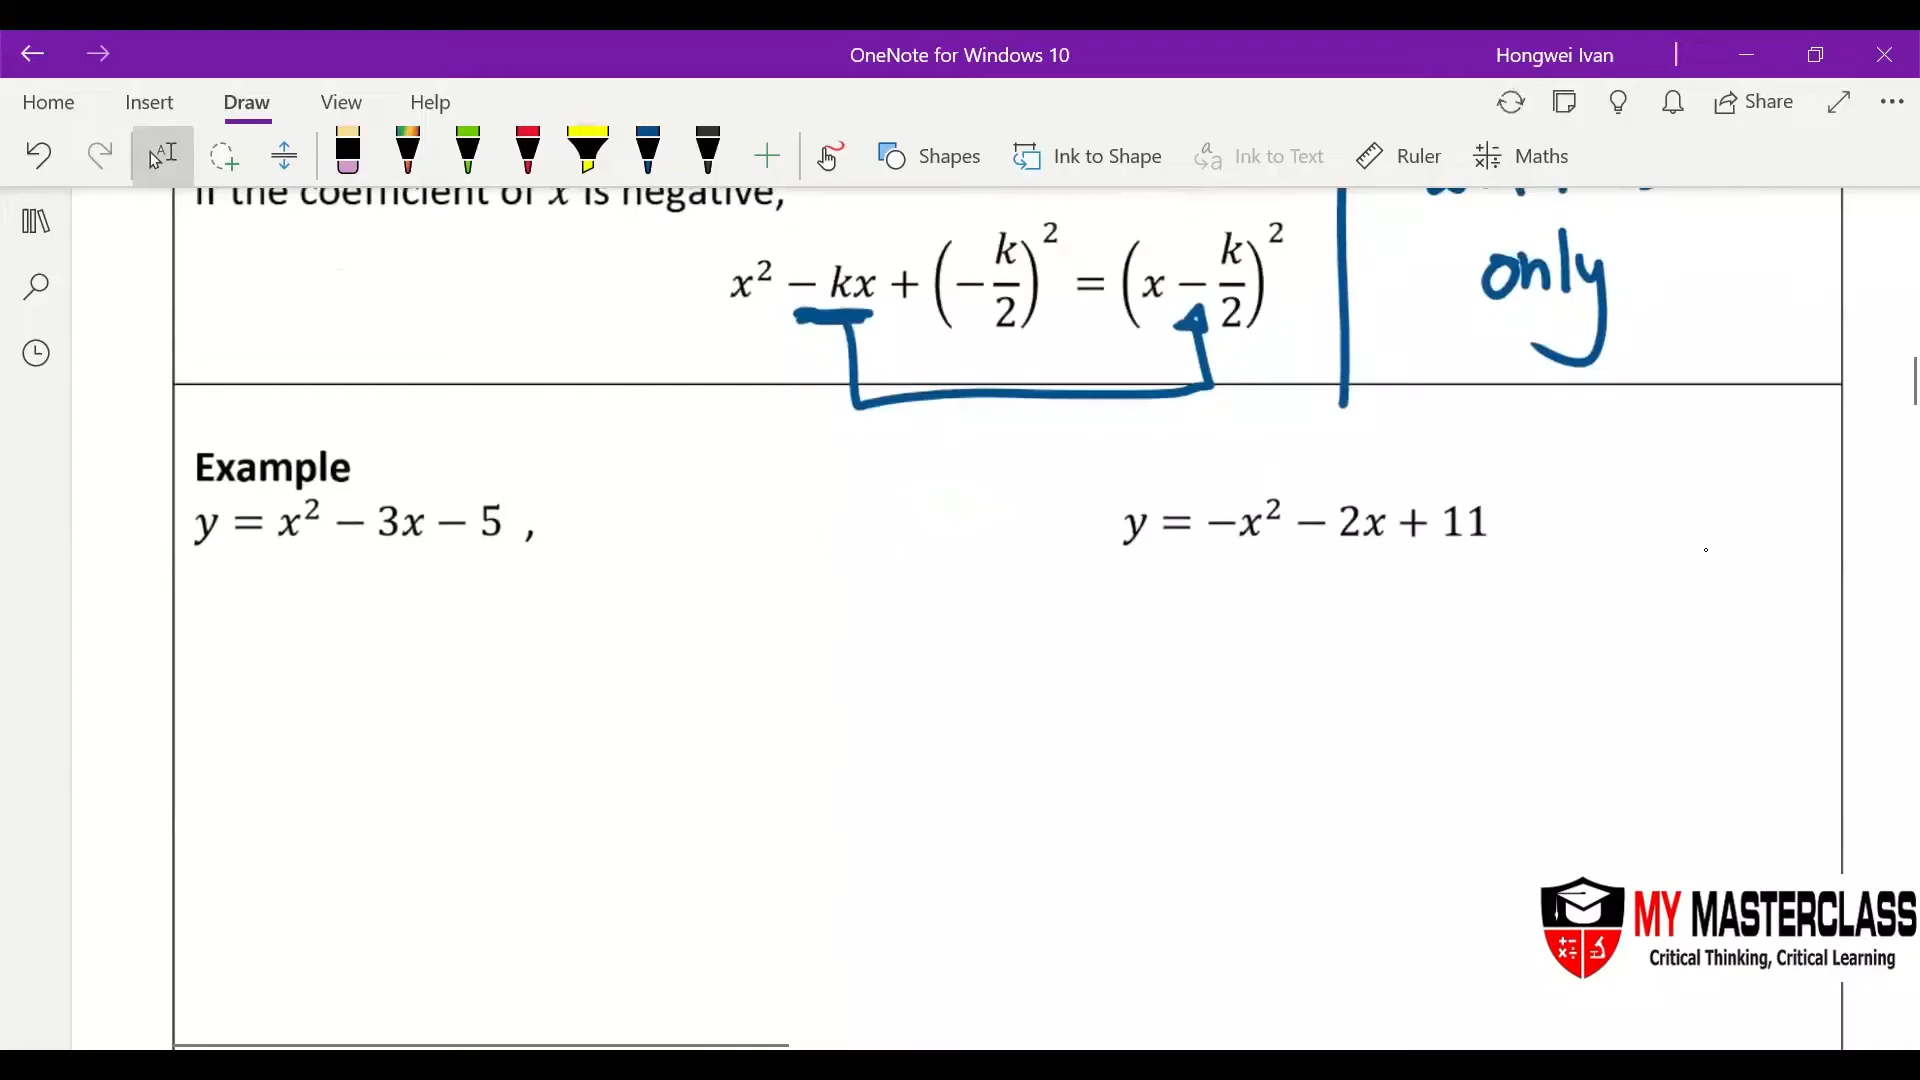 OneNote for Windows 10
Hongwei Ivan
Home Insert Draw View Help
Share
Shapes Ink to Shape Ink to Text Ruler Maths
If the coefficient of x is negative,
x² − kx + (−k/2)² = (x − k/2)²
only
Example
y = x² − 3x − 5 ,
y = −x² − 2x + 11
MY MASTERCLASS
Critical Thinking, Critical Learning